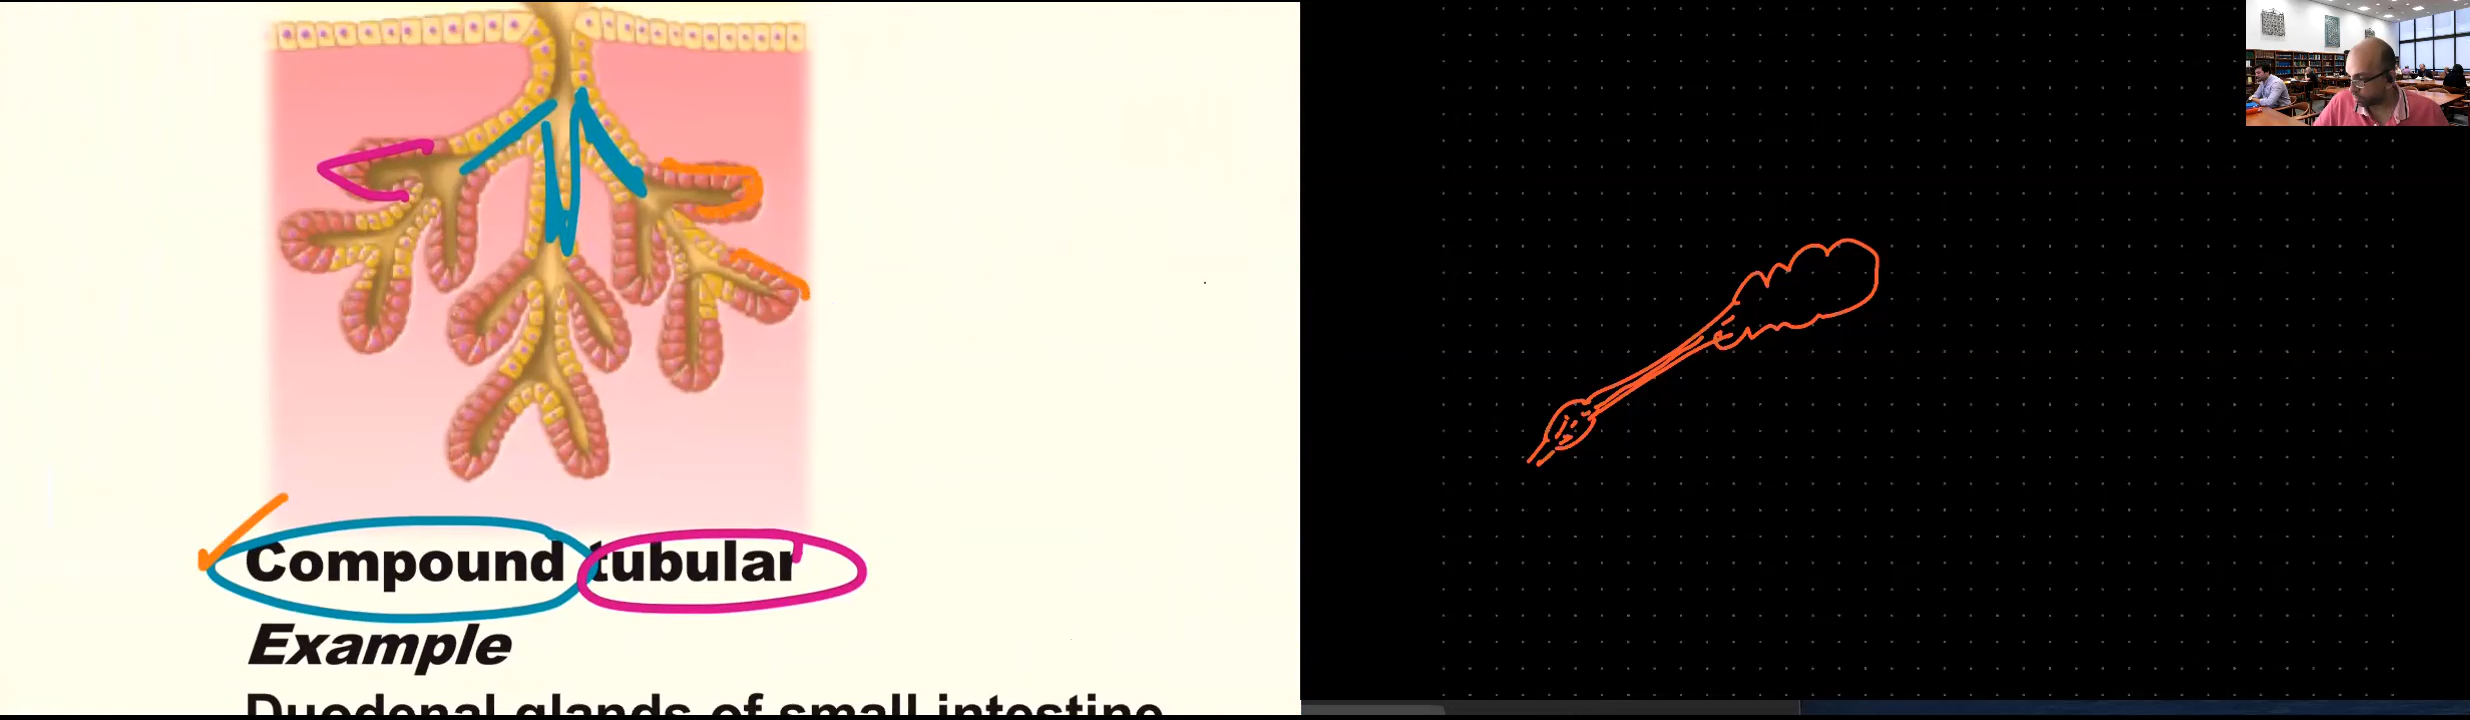 Compound tubular
Example
Duodenal glands of small intestine